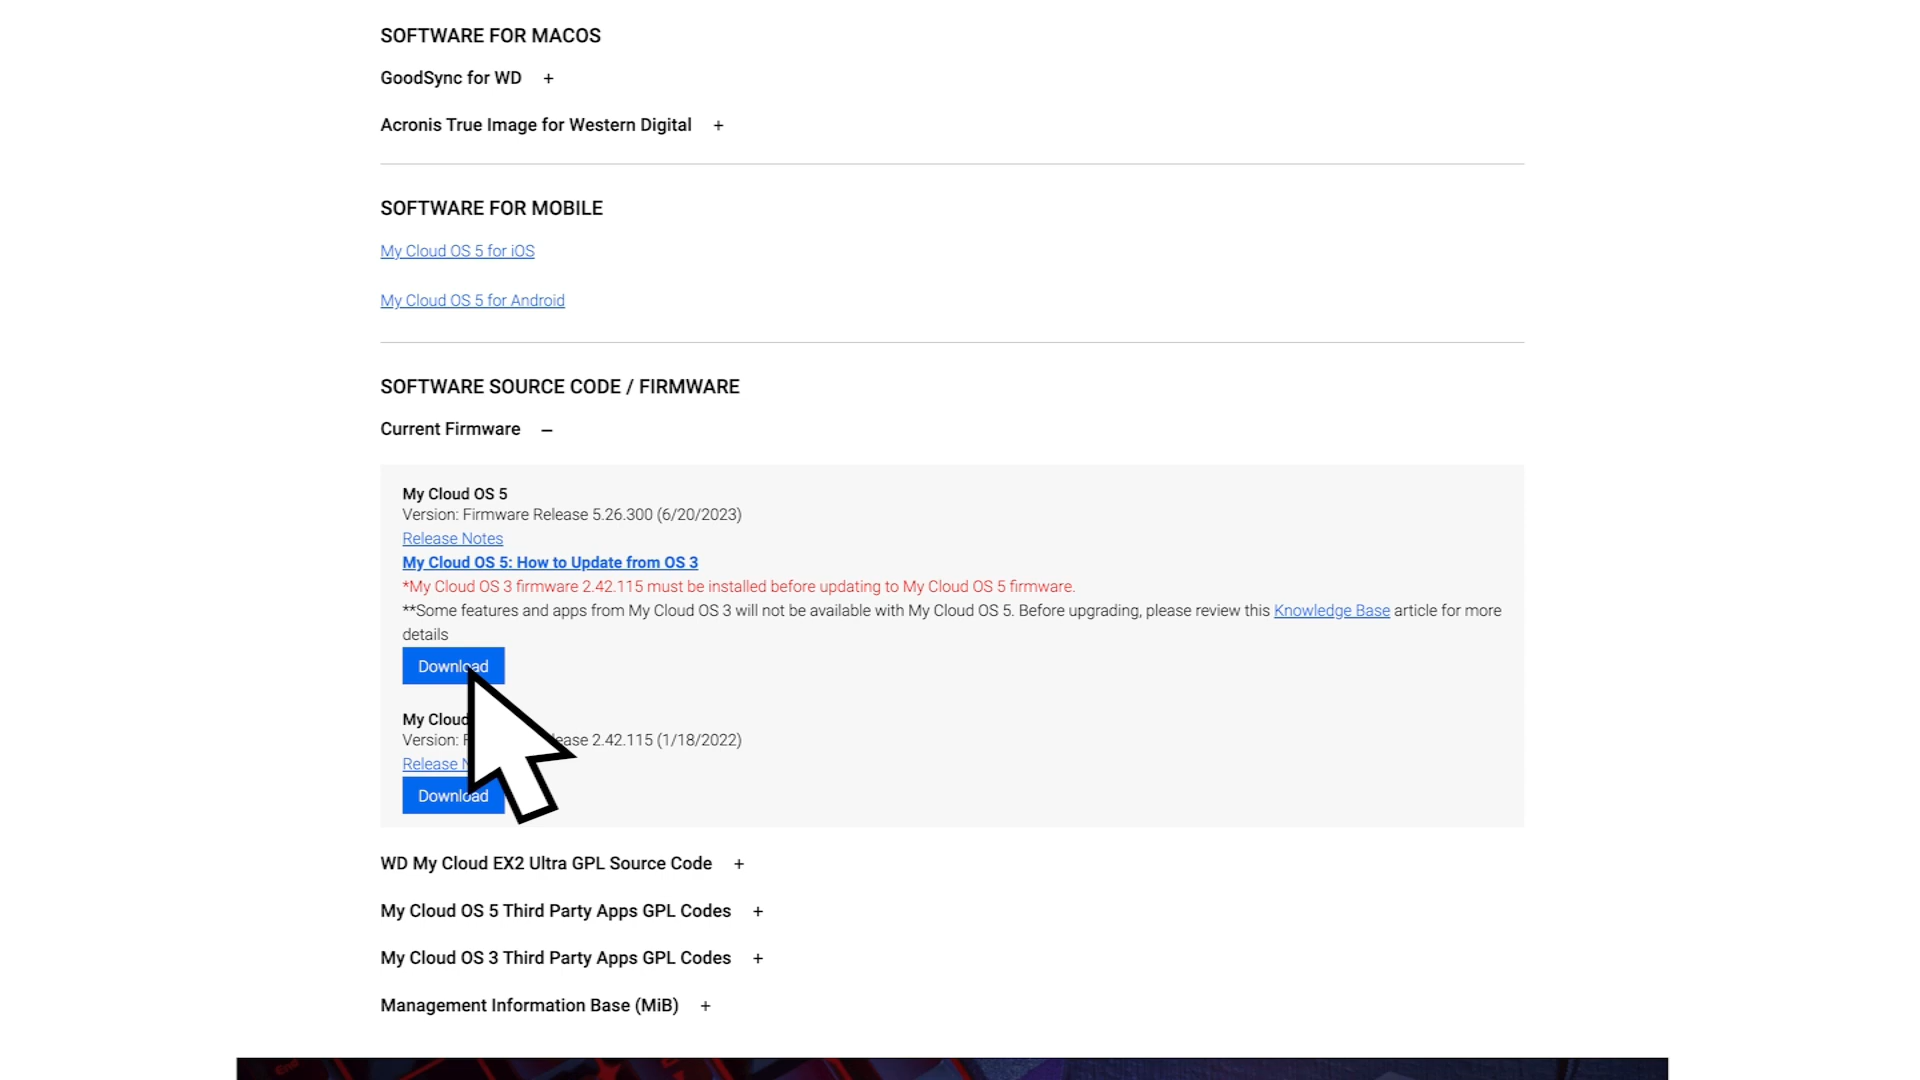 SOFTWARE FOR MACOS
GoodSync for WD +
Acronis True Image for Western Digital +
SOFTWARE FOR MOBILE
My Cloud OS 5 for iOS
My Cloud OS 5 for Android
SOFTWARE SOURCE CODE / FIRMWARE
Current Firmware –
My Cloud OS 5
Version: Firmware Release 5.26.300 (6/20/2023)
Release Notes
My Cloud OS 5: How to Update from OS 3
*My Cloud OS 3 firmware 2.42.115 must be installed before updating to My Cloud OS 5 firmware.
**Some features and apps from My Cloud OS 3 will not be available with My Cloud OS 5. Before upgrading, please review this Knowledge Base article for more
details
Download
My Cloud
Version: 2.42.115 (1/18/2022)
Release
Download
WD My Cloud EX2 Ultra GPL Source Code +
My Cloud OS 5 Third Party Apps GPL Codes +
My Cloud OS 3 Third Party Apps GPL Codes +
Management Information Base (MiB) +
End